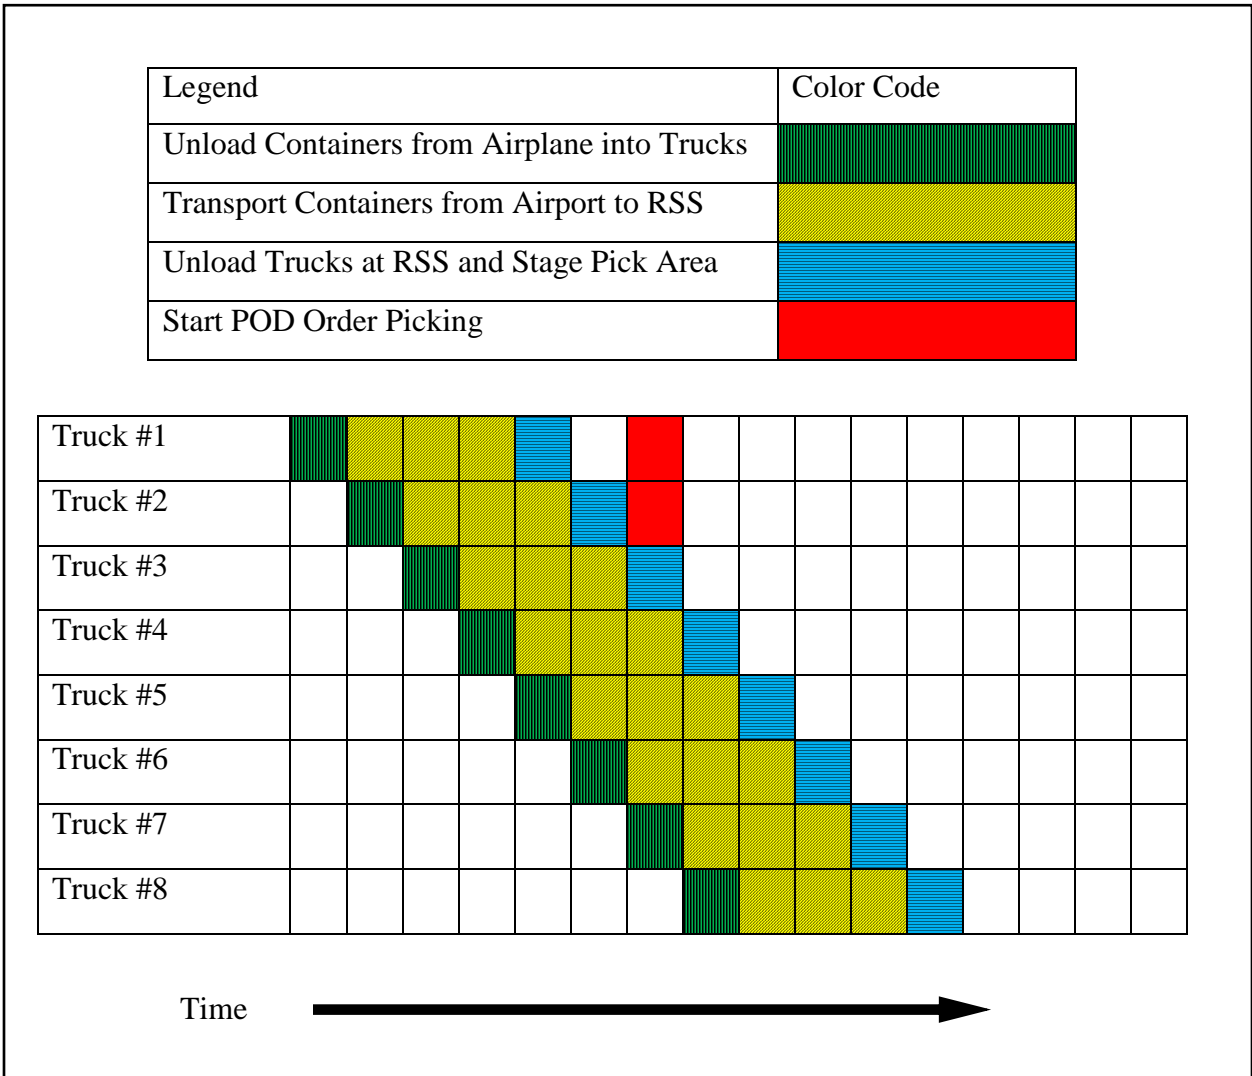 Legend Color Code
Unload Containers from Airplane into Trucks
Transport Containers from Airport to RSS
Unload Trucks at RSS and Stage Pick Area
Start POD Order Picking
Truck #1
Truck #2
Truck #3
Truck #4
Truck #5
Truck #6
Truck #7
Truck #8
Time